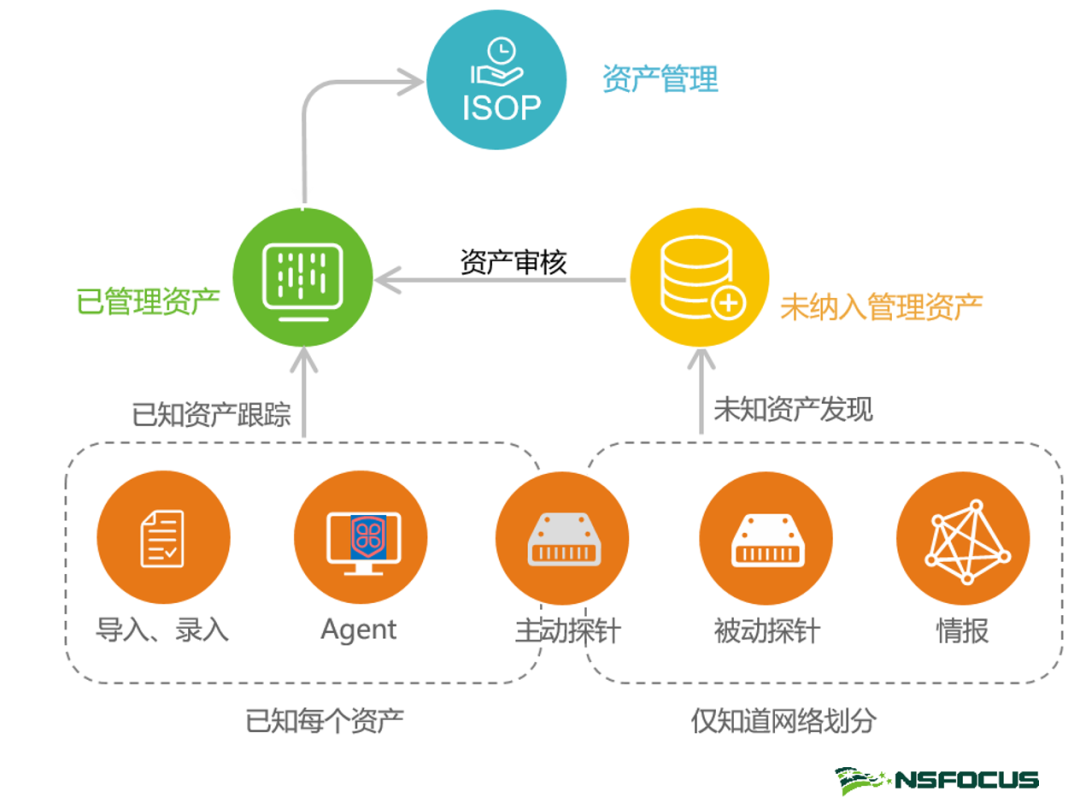 ISOP
资产管理
资产审核
已管理资产
未纳入管理资产
已知资产跟踪
未知资产发现
导入、录入
Agent
主动探针
被动探针
情报
已知每个资产
仅知道网络划分
NSFOCUS